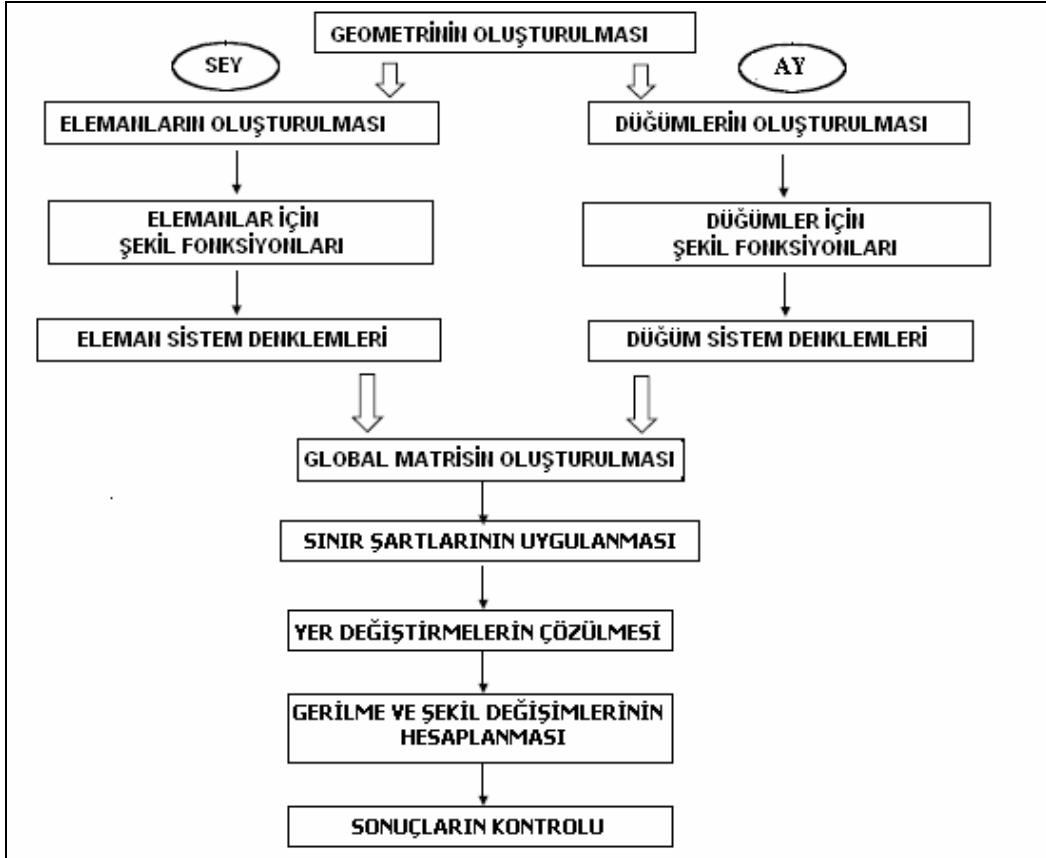 GEOMETRİNİN OLUŞTURULMASI
SEY
AY
ELEMANLARIN OLUŞTURULMASI
DÜĞÜMLERİN OLUŞTURULMASI
ELEMANLAR İÇİN
ŞEKİL FONKSİYONLARI
DÜĞÜMLER İÇİN
ŞEKİL FONKSİYONLARI
ELEMAN SİSTEM DENKLEMLERİ
DÜĞÜM SİSTEM DENKLEMLERİ
GLOBAL MATRİSİN OLUŞTURULMASI
SINIR ŞARTLARININ UYGULANMASI
YER DEĞİŞTİRMELERİN ÇÖZÜLMESİ
GERİLME VE ŞEKİL DEĞİŞİMLERİNİN
HESAPLANMASI
SONUÇLARIN KONTROLU